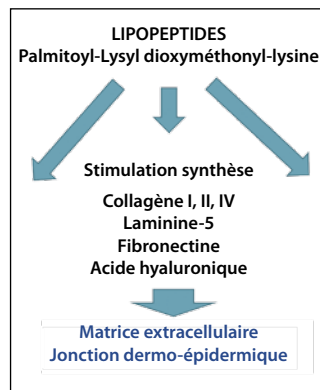 LIPOPEPTIDES
Palmitoyl-Lysyl dioxyméthonyl-lysine
Stimulation synthèse
Collagène I, II, IV
Laminine-5
Fibronectine
Acide hyaluronique
Matrice extracellulaire
Jonction dermo-épidermique